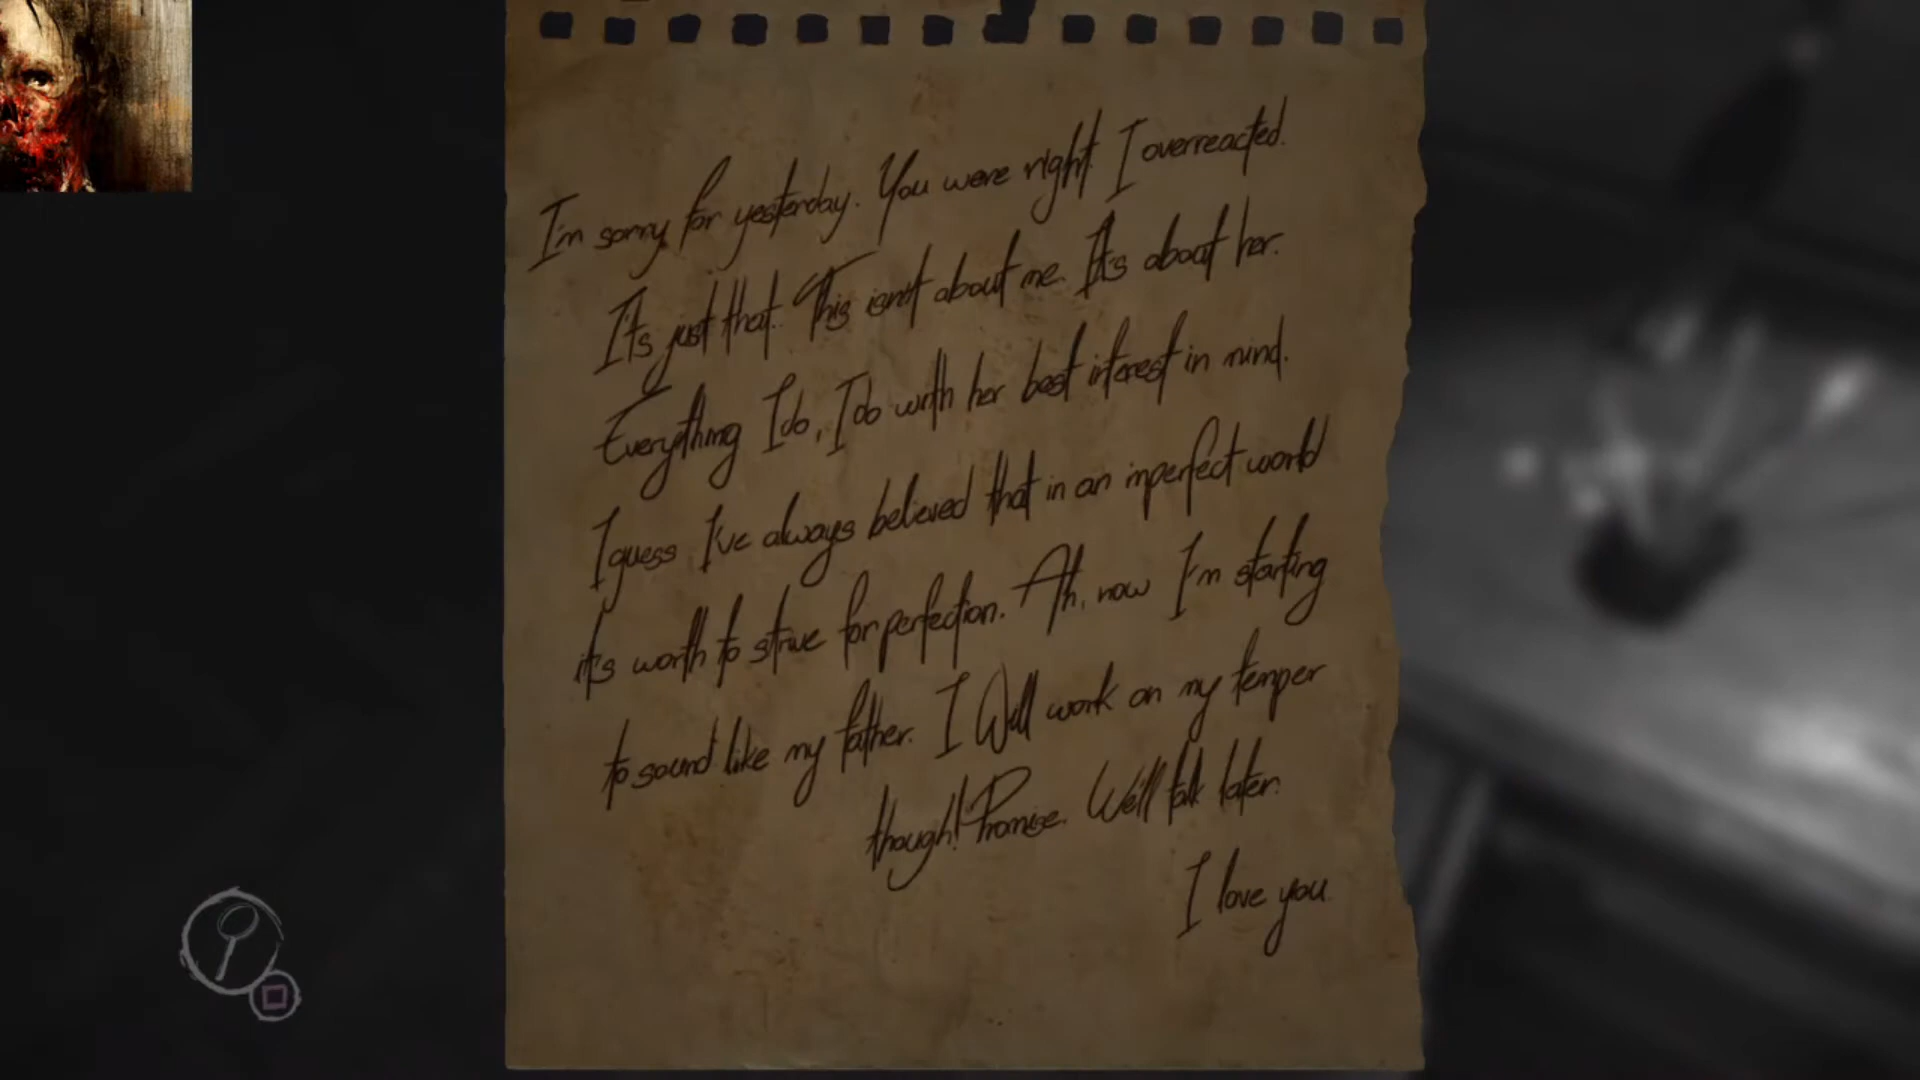 I'm sorry for yesterday. You were right. I overreacted.
It's just that.. This isn't about me. It's about her.
Everything I do, I do with her best interest in mind.
I guess I've always believed that in an imperfect world
it's worth to strive for perfection. Ah, now I'm starting
to sound like my father. I Will work on my temper
though! Promise. We'll talk later.
I love you.